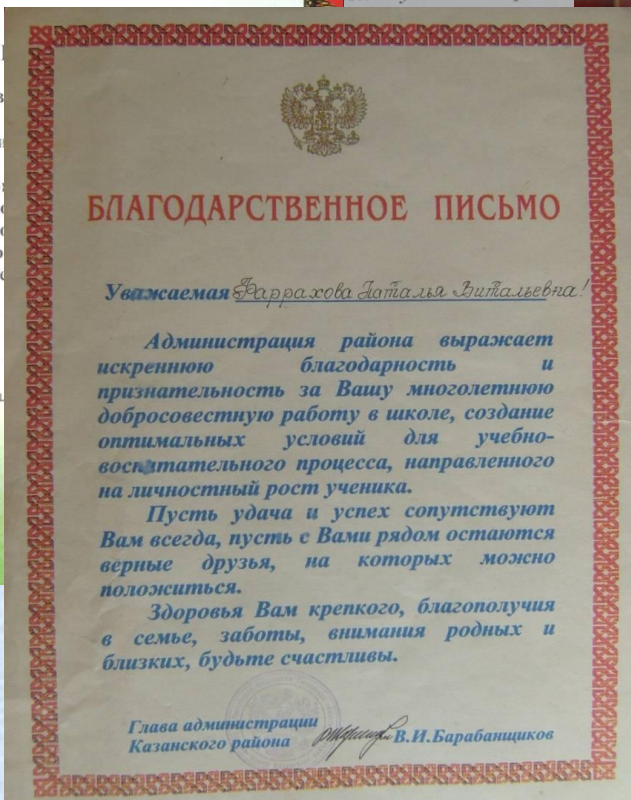 БЛАГОДАРСТВЕННОЕ ПИСЬМО
Уважаемая Фаррахова Наталья Витальевна!
Администрация района выражает
искреннюю благодарность и
признательность за Вашу многолетнюю
добросовестную работу в школе, создание
оптимальных условий для учебно-
воспитательного процесса, направленного
на личностный рост ученика.
Пусть удача и успех сопутствуют
Вам всегда, пусть с Вами рядом остаются
верные друзья, на которых можно
положиться.
Здоровья Вам крепкого, благополучия
в семье, заботы, внимания родных и
близких, будьте счастливы.
Глава администрации
Казанского района В.И.Барабанщиков